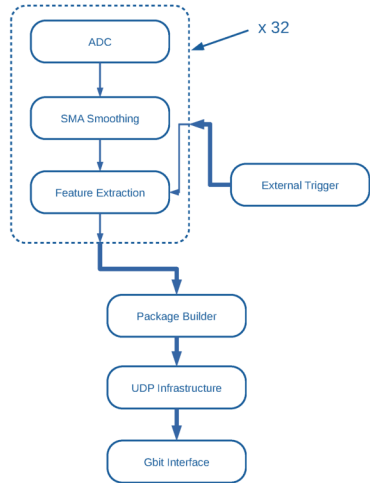 x 32
ADC
SMA Smoothing
Feature Extraction
External Trigger
Package Builder
UDP Infrastructure
Gbit Interface